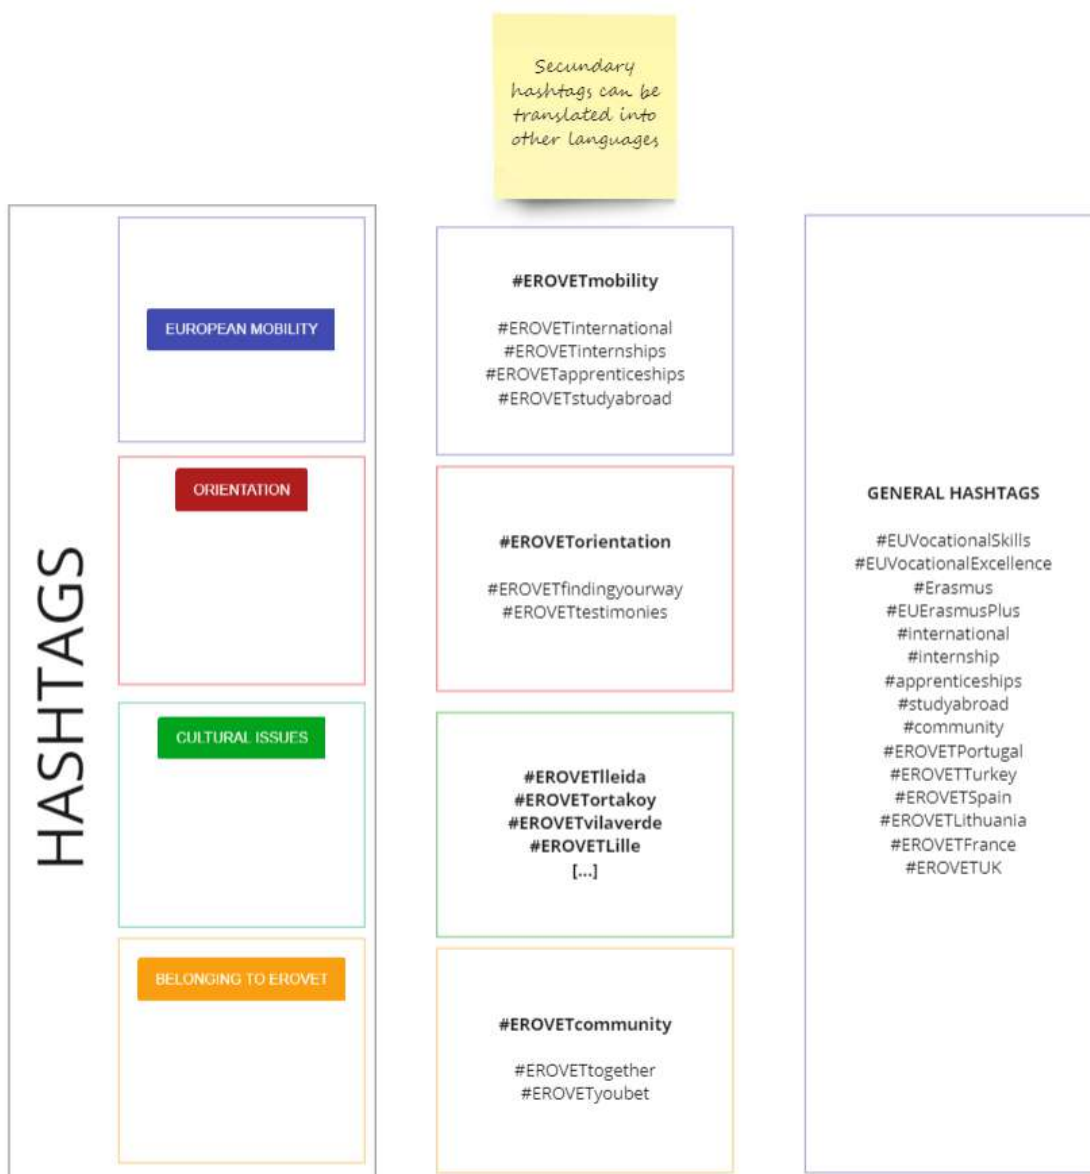 Secundary
hashtags can be
translated into
other languages
HASHTAGS
EUROPEAN MOBILITY
#EROVETmobility
#EROVETinternational
#EROVETinternships
#EROVETapprenticeships
#EROVETstudyabroad
ORIENTATION
#EROVETorientation
#EROVETfindingyourway
#EROVETtestimonies
CULTURAL ISSUES
#EROVETlleida
#EROVETortakoy
#EROVETvilaverde
#EROVETLille
[...]
BELONGING TO EROVET
#EROVETcommunity
#EROVETtogether
#EROVETyoubet
GENERAL HASHTAGS
#EUVocationalSkills
#EUVocationalExcellence
#Erasmus
#EUErasmusPlus
#international
#internship
#apprenticeships
#studyabroad
#community
#EROVETPortugal
#EROVETTurkey
#EROVETSpain
#EROVETLithuania
#EROVETFrance
#EROVETUK